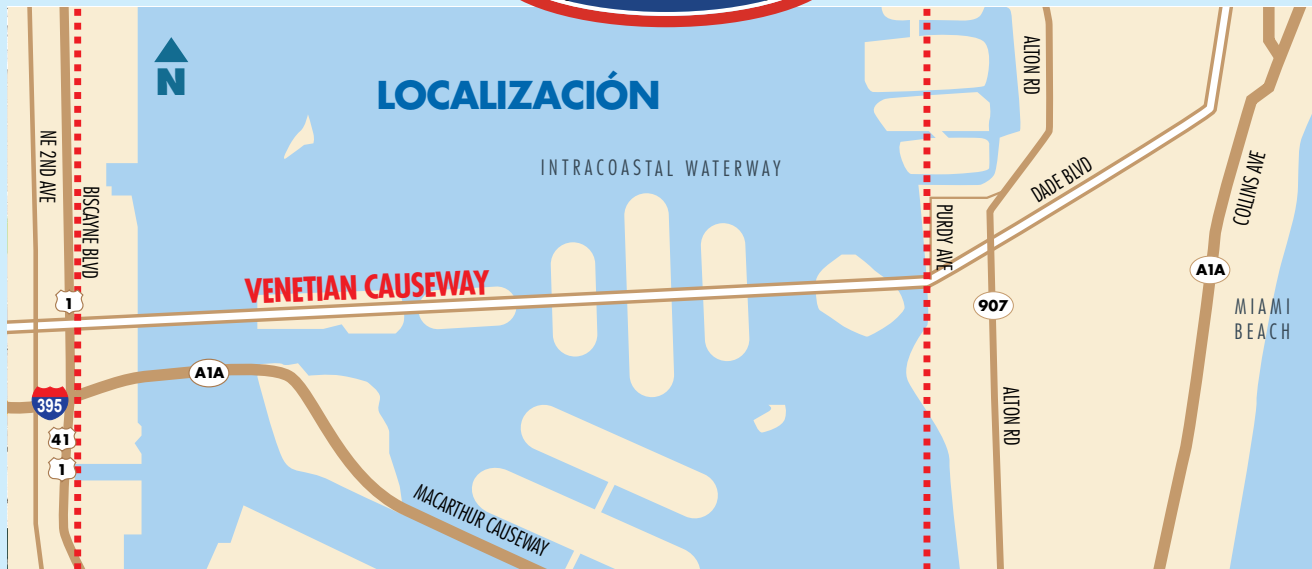 N
LOCALIZACIÓN
INTRACOASTAL WATERWAY
NE 2ND AVE
BISCAYNE BLVD
VENETIAN CAUSEWAY
1
A1A
395
41
1
MACARTHUR CAUSEWAY
ALTON RD
DADE BLVD
PURDY AVE
COLLINS AVE
A1A
907
MIAMI
BEACH
ALTON RD